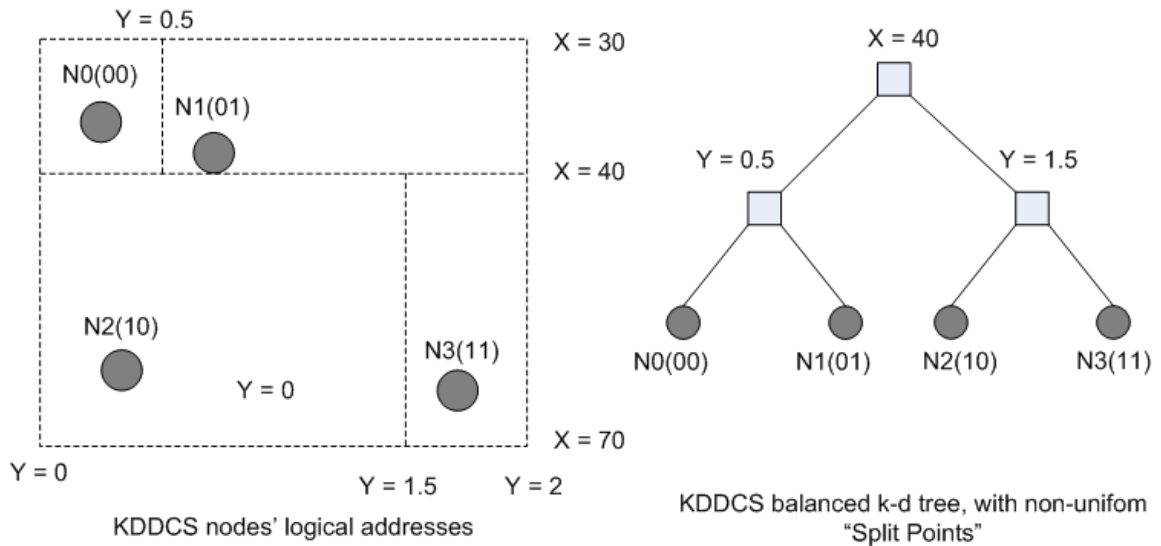 Y = 0.5
X = 30
N0(00)
N1(01)
X = 40
N2(10)
N3(11)
Y = 0
X = 70
Y = 0
Y = 1.5
Y = 2
KDDCS nodes' logical addresses
X = 40
Y = 0.5
Y = 1.5
N0(00)
N1(01)
N2(10)
N3(11)
KDDCS balanced k-d tree, with non-unifom
"Split Points"